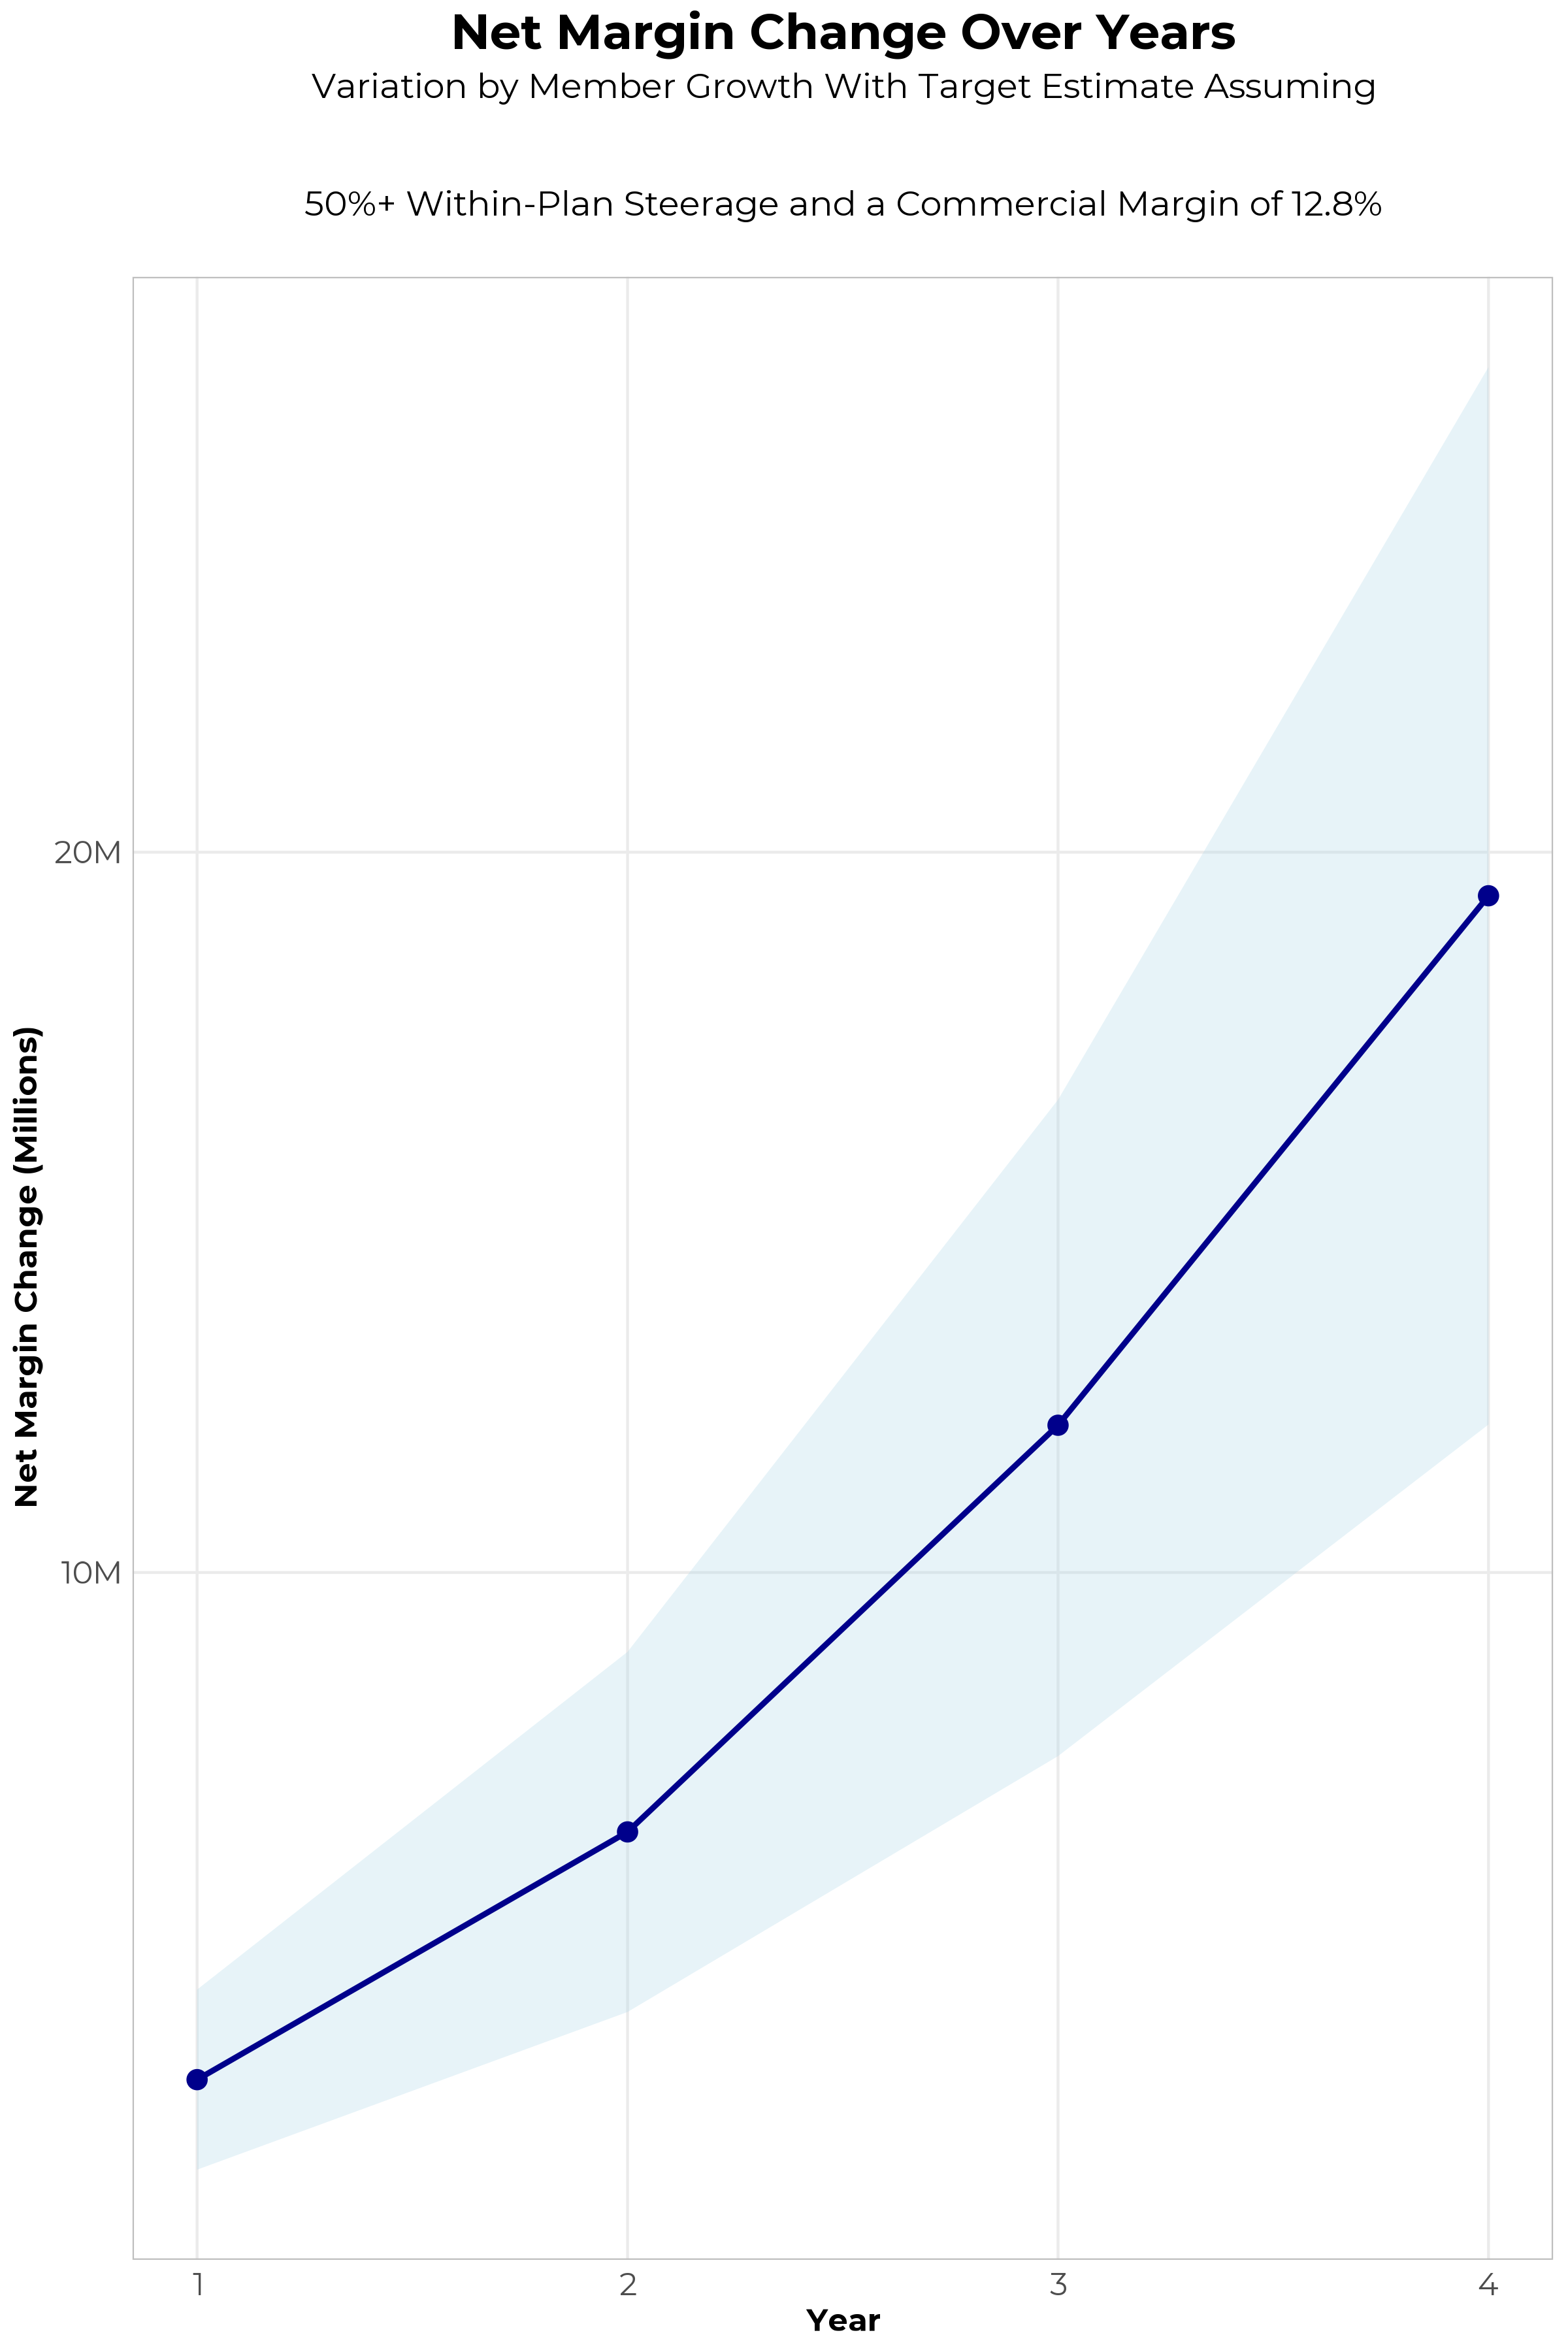 Net Margin Change Over Years
Variation by Member Growth With Target Estimate Assuming
50%+ Within-Plan Steerage and a Commercial Margin of 12.8%
20M
10M
Net Margin Change (Millions)
1
2
3
4
Year